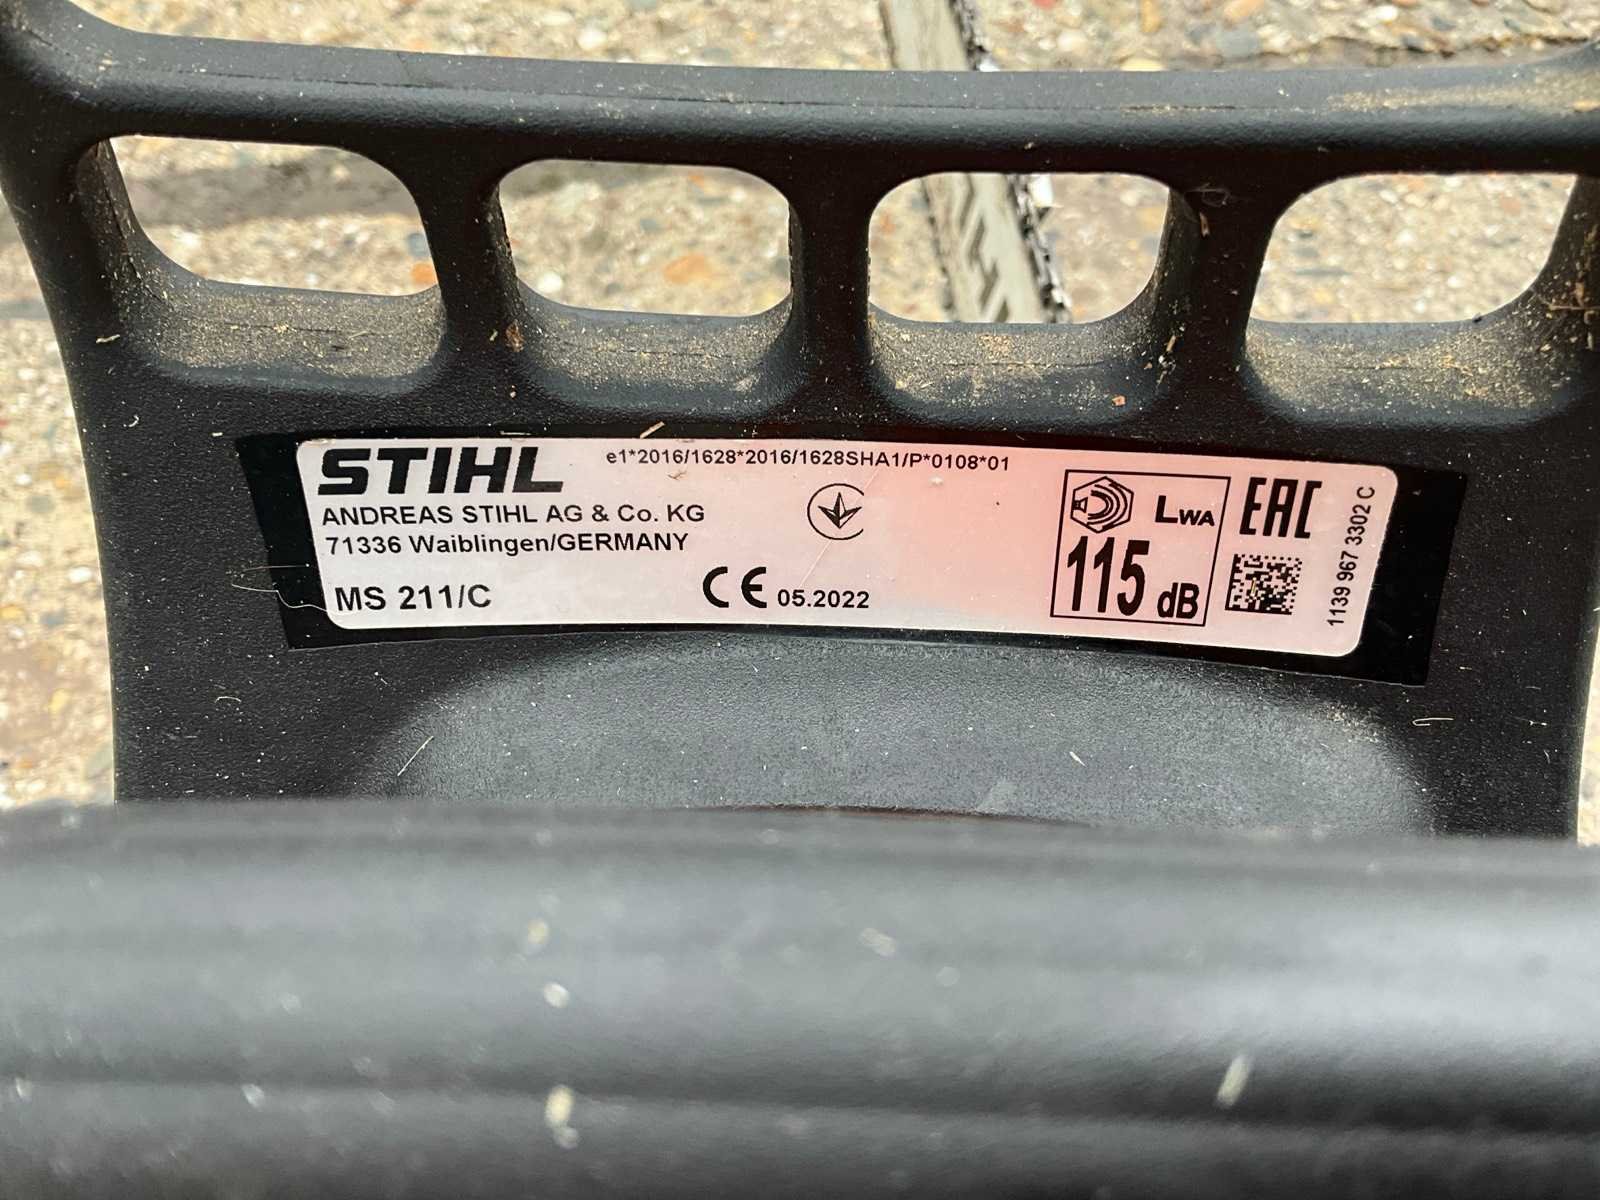 STIHL
e1*2016/1628*2016/1628SHA1/P*0108*01
ANDREAS STIHL AG & Co. KG
71336 Waiblingen/GERMANY
MS 211/C
CE 05.2022
LWA
115 dB
EAC
1139 967 3302 C